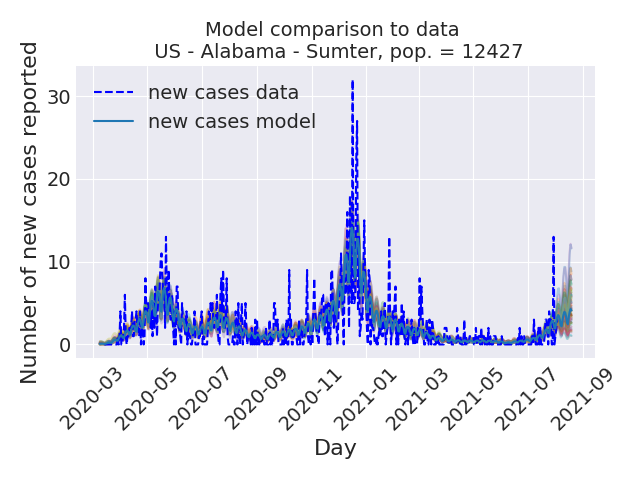 Model comparison to data
US - Alabama - Sumter, pop. = 12427
Number of new cases reported
30
20
10
0
new cases data
new cases model
2020-03
2020-05
2020-07
2020-09
2020-11
2021-01
2021-03
2021-05
2021-07
2021-09
Day